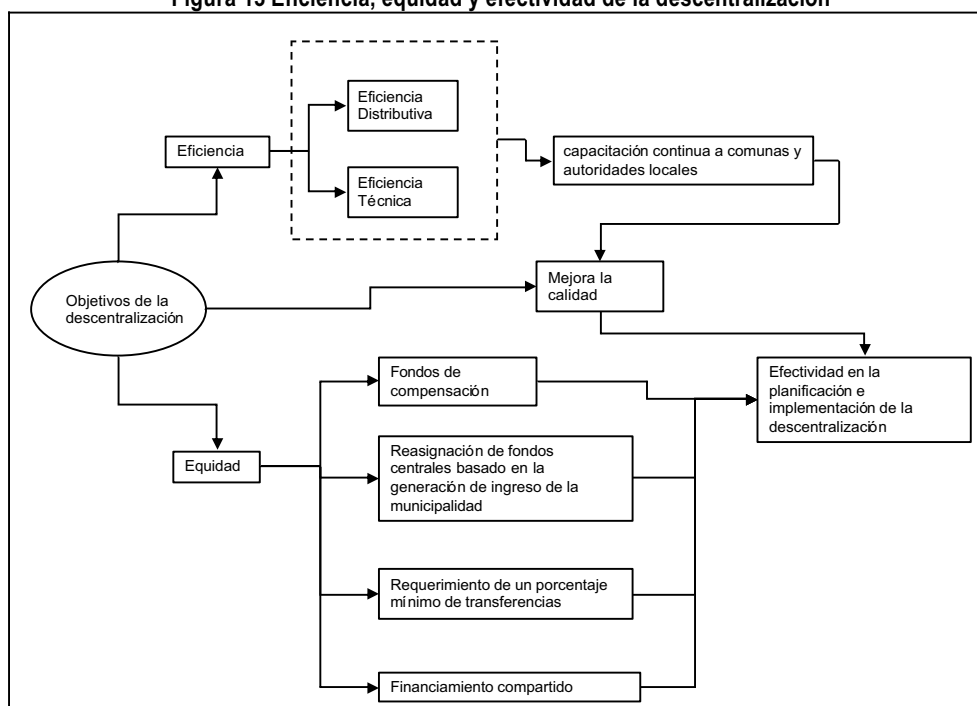 Figura 15 Eficiencia, equidad y efectividad de la descentralización
Eficiencia
Distributiva
Eficiencia
Eficiencia
Técnica
capacitación continua a comunas y
autoridades locales
Objetivos de la
descentralización
Mejora la
calidad
Fondos de
compensación
Efectividad en la
planificación e
implementación de la
descentralización
Equidad
Reasignación de fondos
centrales basado en la
generación de ingreso de la
municipalidad
Requerimiento de un porcentaje
mínimo de transferencias
Financiamiento compartido